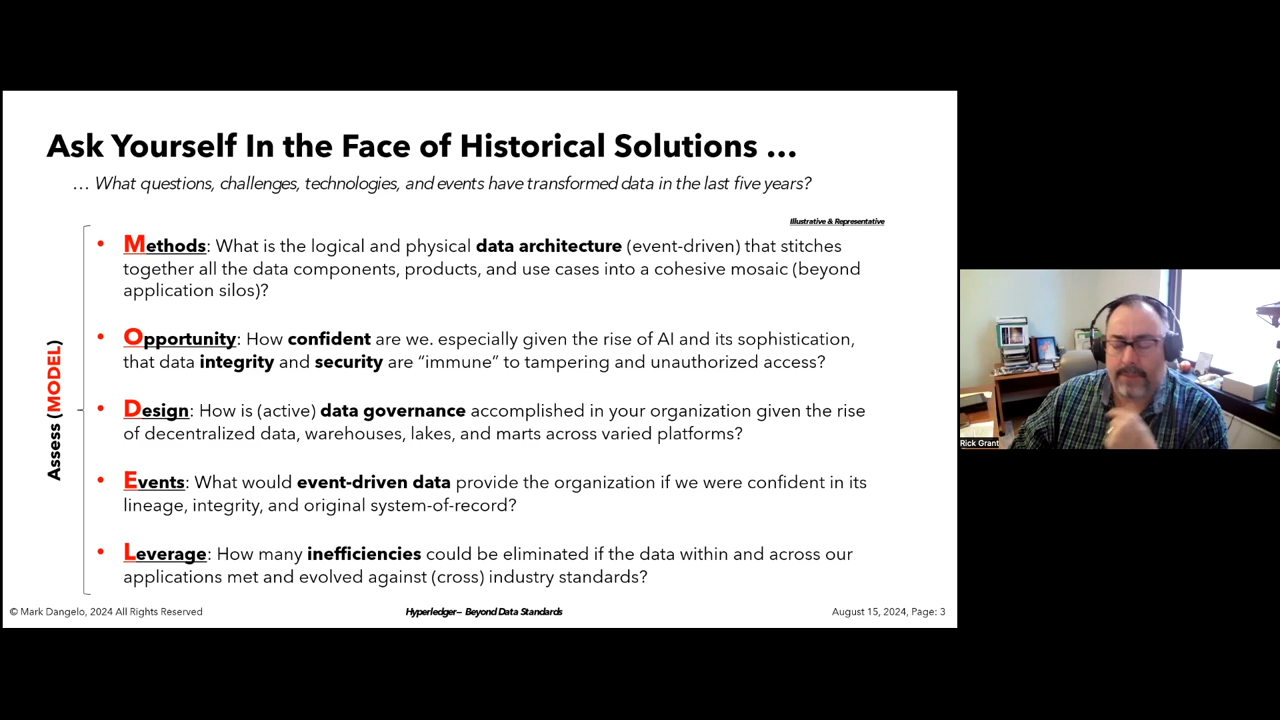 Ask Yourself In the Face of Historical Solutions ...
... What questions, challenges, technologies, and events have transformed data in the last five years?
Illustrative & Representative
Assess (MODEL)
• Methods: What is the logical and physical data architecture (event-driven) that stitches
together all the data components, products, and use cases into a cohesive mosaic (beyond
application silos)?
• Opportunity: How confident are we. especially given the rise of AI and its sophistication,
that data integrity and security are “immune” to tampering and unauthorized access?
• Design: How is (active) data governance accomplished in your organization given the rise
of decentralized data, warehouses, lakes, and marts across varied platforms?
• Events: What would event-driven data provide the organization if we were confident in its
lineage, integrity, and original system-of-record?
• Leverage: How many inefficiencies could be eliminated if the data within and across our
applications met and evolved against (cross) industry standards?
© Mark Dangelo, 2024 All Rights Reserved
Hyperledger– Beyond Data Standards
August 15, 2024, Page: 3
Rick Grant